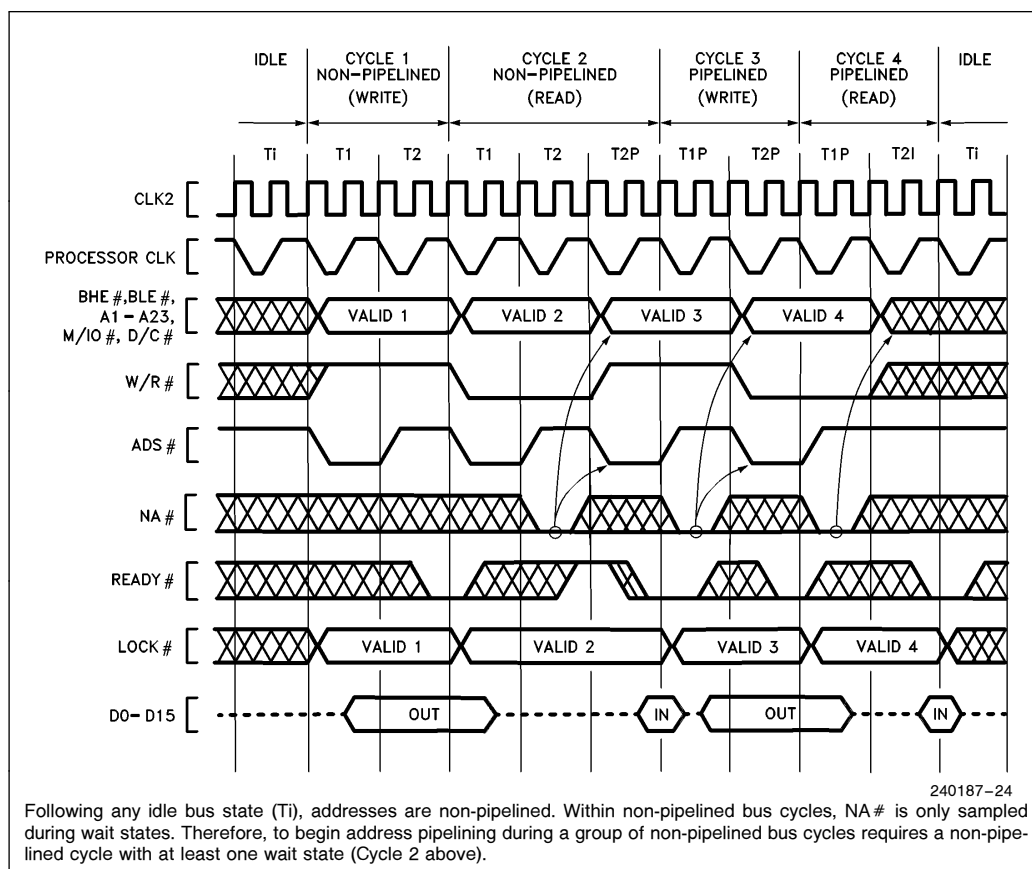 IDLE
CYCLE 1
NON-PIPELINED
(WRITE)
CYCLE 2
NON-PIPELINED
(READ)
CYCLE 3
PIPELINED
(WRITE)
CYCLE 4
PIPELINED
(READ)
IDLE
Ti T1 T2 T1 T2 T2P T1P T2P T1P T2I Ti
CLK2
PROCESSOR CLK
BHE #,BLE #,
A1 – A23,
M/IO #, D/C #
VALID 1 VALID 2 VALID 3 VALID 4
W/R #
ADS #
NA #
READY #
LOCK #
VALID 1 VALID 2 VALID 3 VALID 4
D0– D15
OUT IN OUT IN
240187–24
Following any idle bus state (Ti), addresses are non-pipelined. Within non-pipelined bus cycles, NA# is only sampled
during wait states. Therefore, to begin address pipelining during a group of non-pipelined bus cycles requires a non-pipe-
lined cycle with at least one wait state (Cycle 2 above).